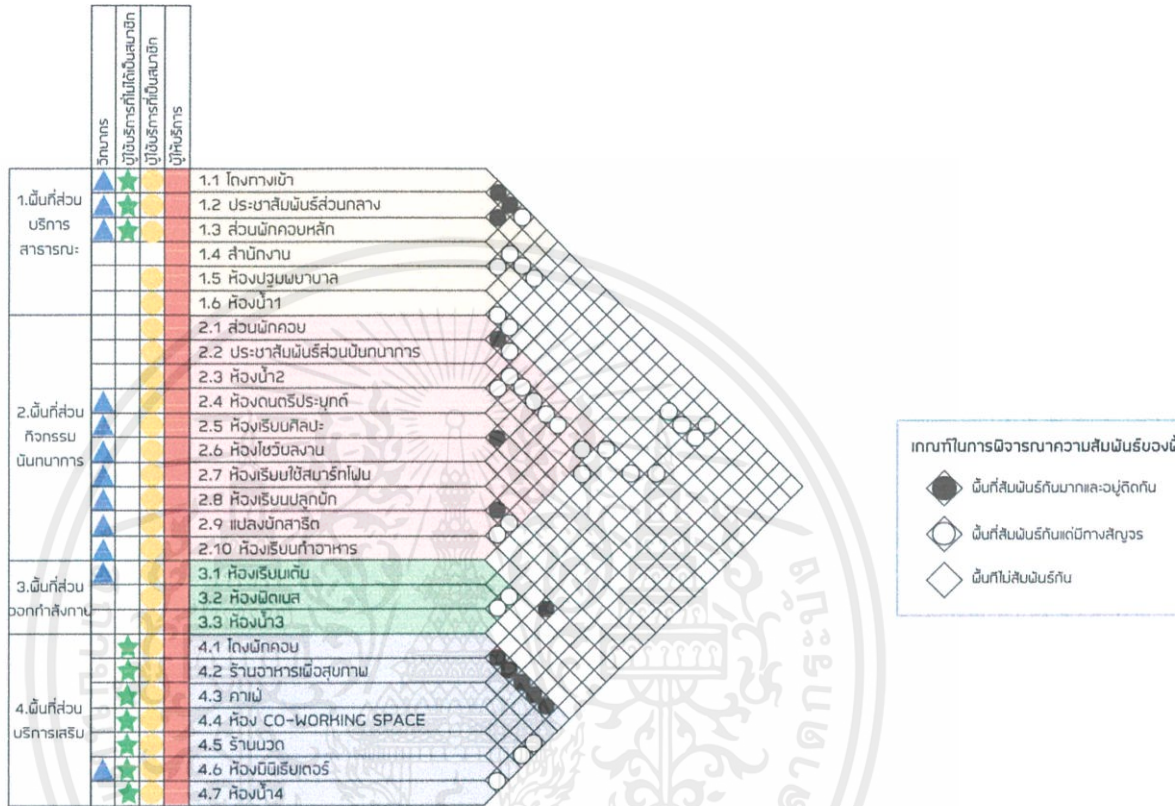 วิทยากร
ผู้ใช้บริการที่ไม่ได้เป็นสมาชิก
ผู้ใช้บริการที่เป็นสมาชิก
ผู้ให้บริการ
1.พื้นที่ส่วน
บริการ
สาธารณะ
1.1 โถงทางเข้า
1.2 ประชาสัมพันธ์ส่วนกลาง
1.3 ส่วนพักคอยหลัก
1.4 สำนักงาน
1.5 ห้องปฐมพยาบาล
1.6 ห้องน้ำ1
2.พื้นที่ส่วน
กิจกรรม
นันทนาการ
2.1 ส่วนพักคอย
2.2 ประชาสัมพันธ์ส่วนนันทนาการ
2.3 ห้องน้ำ2
2.4 ห้องดนตรีประยุกต์
2.5 ห้องเรียนศิลปะ
2.6 ห้องโชว์ผลงาน
2.7 ห้องเรียนใช้สมาร์ทโฟน
2.8 ห้องเรียนปลูกผัก
2.9 แปลงผักสาธิต
2.10 ห้องเรียนทำอาหาร
3.พื้นที่ส่วน
ออกกำลังกาย
3.1 ห้องเรียนเต้น
3.2 ห้องฟิตเนส
3.3 ห้องน้ำ3
4.พื้นที่ส่วน
บริการเสริม
4.1 โถงพักคอย
4.2 ร้านอาหารเพื่อสุขภาพ
4.3 คาเฟ่
4.4 ห้อง CO-WORKING SPACE
4.5 ร้านนวด
4.6 ห้องมินิเธียเตอร์
4.7 ห้องน้ำ4
เกณฑ์ในการพิจารณาความสัมพันธ์ของพื้
พื้นที่สัมพันธ์กันมากและอยู่ติดกัน
พื้นที่สัมพันธ์กันแต่มีทางสัญจร
พื้นที่ไม่สัมพันธ์กัน